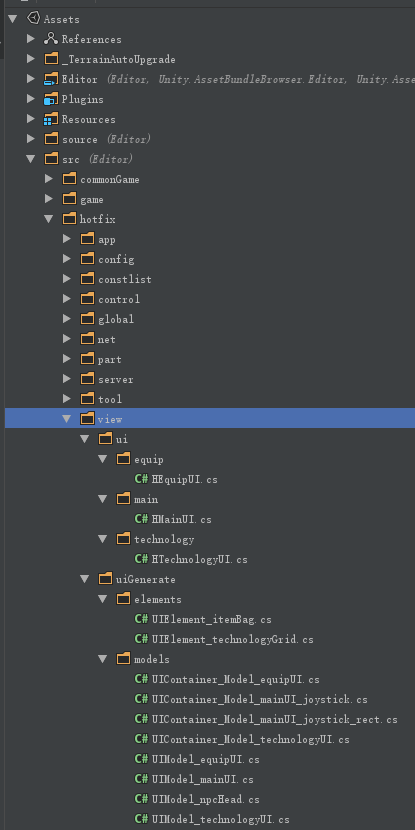 Assets
References
_TerrainAutoUpgrade
Editor (Editor, Unity.AssetBundleBrowser.Editor, Unity.Asse
Plugins
Resources
source (Editor)
src (Editor)
commonGame
game
hotfix
app
config
constlist
control
global
net
part
server
tool
view
ui
equip
C# HEquipUI.cs
main
C# HMainUI.cs
technology
C# HTechnologyUI.cs
uiGenerate
elements
C# UIElement_itemBag.cs
C# UIElement_technologyGrid.cs
models
C# UIContainer_Model_equipUI.cs
C# UIContainer_Model_mainUI_joystick.cs
C# UIContainer_Model_mainUI_joystick_rect.cs
C# UIContainer_Model_technologyUI.cs
C# UIModel_equipUI.cs
C# UIModel_mainUI.cs
C# UIModel_npcHead.cs
C# UIModel_technologyUI.cs